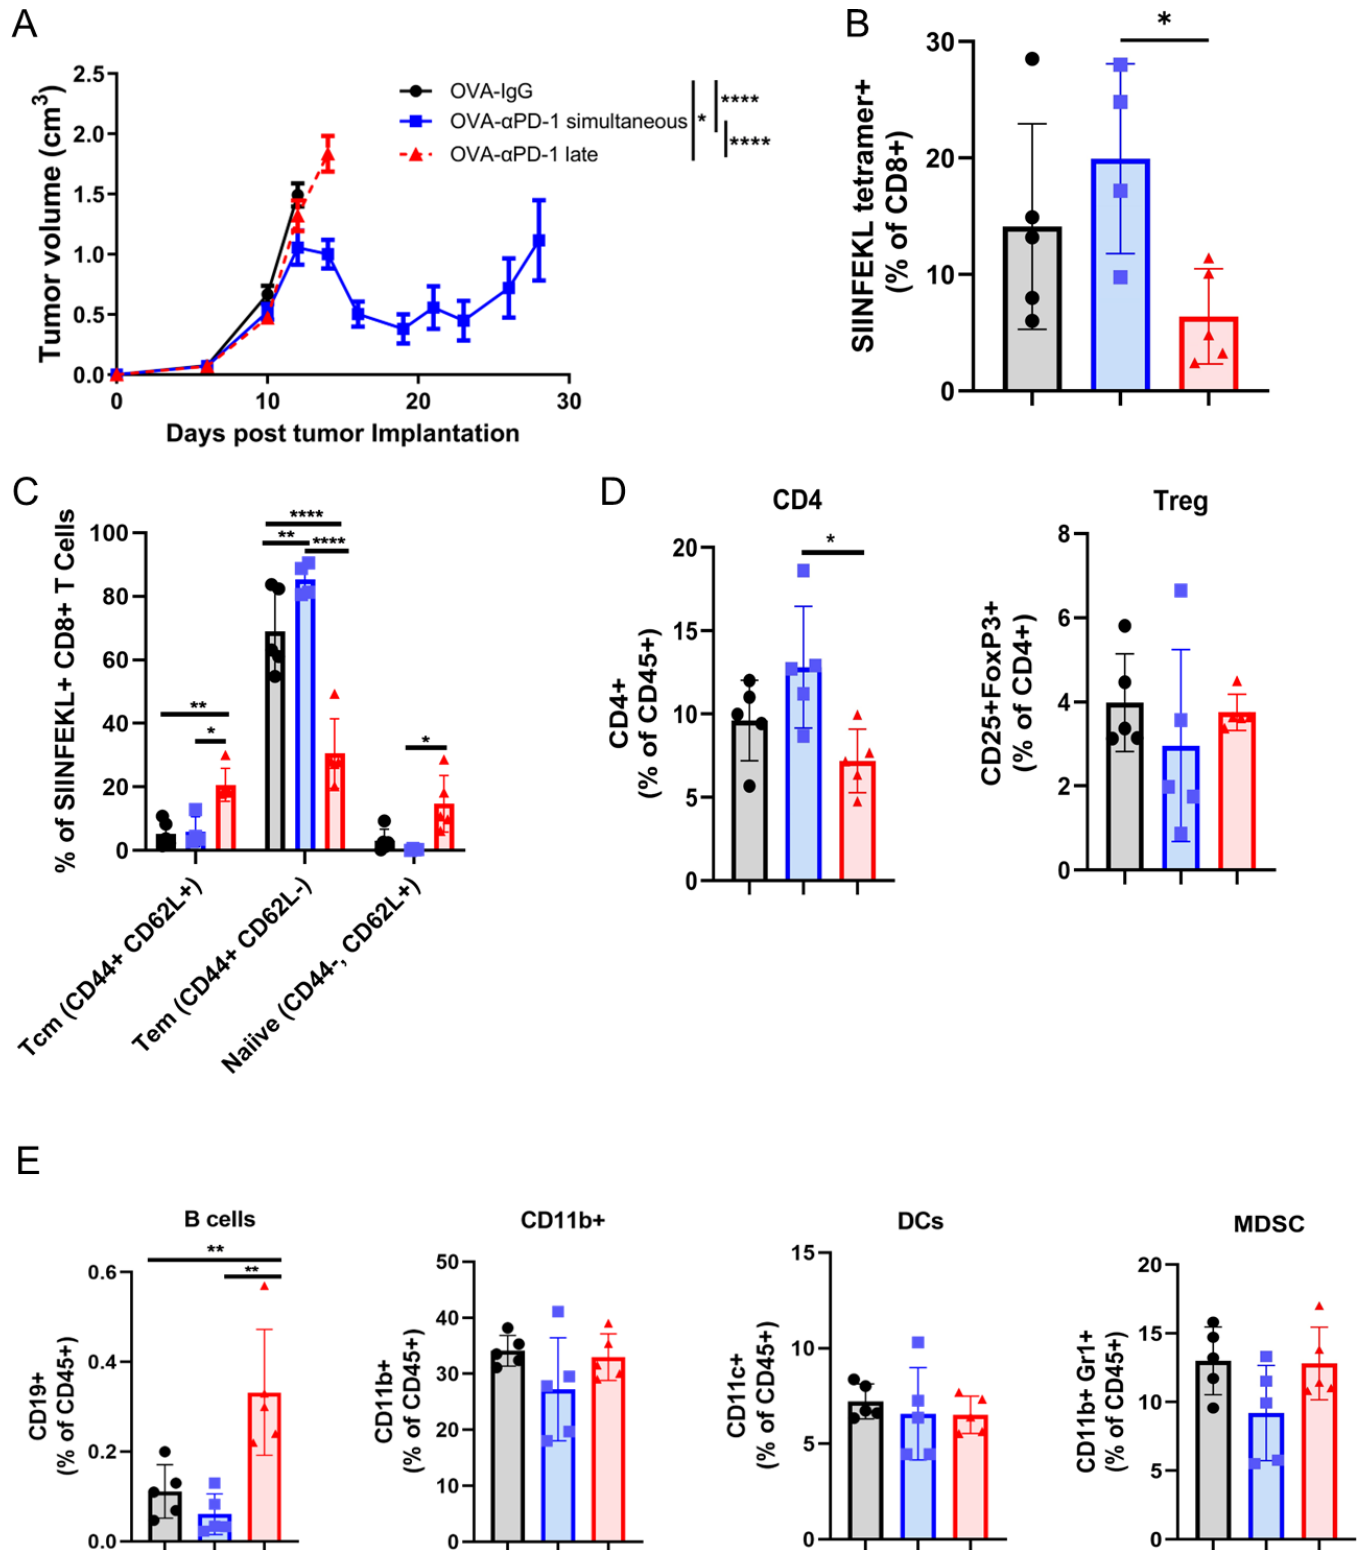 A
2.5
2.0
1.5
1.0
0.5
0.0
0
10
20
30
Tumor volume (cm3)
Days post tumor Implantation
OVA-IgG
OVA-αPD-1 simultaneous
OVA-αPD-1 late
*
****
****
B
30
20
10
0
SIINFEKL tetramer+
(% of CD8+)
*
C
100
80
60
40
20
0
% of SIINFEKL+ CD8+ T Cells
**
*
****
**
****
*
Tcm (CD44+ CD62L+)
Tem (CD44+ CD62L-)
Naiive (CD44-, CD62L+)
D
CD4
20
15
10
5
0
CD4+
(% of CD45+)
*
Treg
8
6
4
2
0
CD25+FoxP3+
(% of CD4+)
E
B cells
0.6
0.4
0.2
0.0
CD19+
(% of CD45+)
**
**
CD11b+
50
40
30
20
10
0
CD11b+
(% of CD45+)
DCs
15
10
5
0
CD11c+
(% of CD45+)
MDSC
20
15
10
5
0
CD11b+ Gr1+
(% of CD45+)